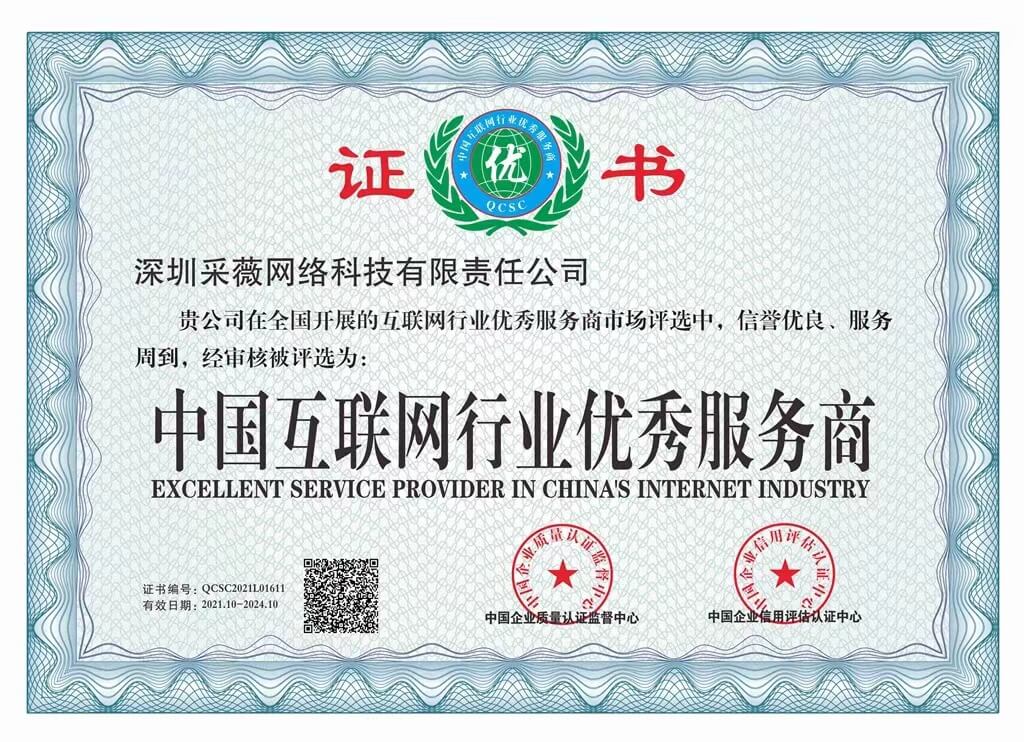 证 书
中国互联网行业优秀服务商
优
QCSC
深圳采薇网络科技有限责任公司
贵公司在全国开展的互联网行业优秀服务商市场评选中，信誉优良、服务
周到，经审核被评选为：
中国互联网行业优秀服务商
EXCELLENT SERVICE PROVIDER IN CHINA'S INTERNET INDUSTRY
证书编号：QCSC2021L01611
有效日期：2021.10-2024.10
中国企业质量认证监督中心
中国企业质量认证监督中心
中国企业信用评估认证中心
中国企业信用评估认证中心